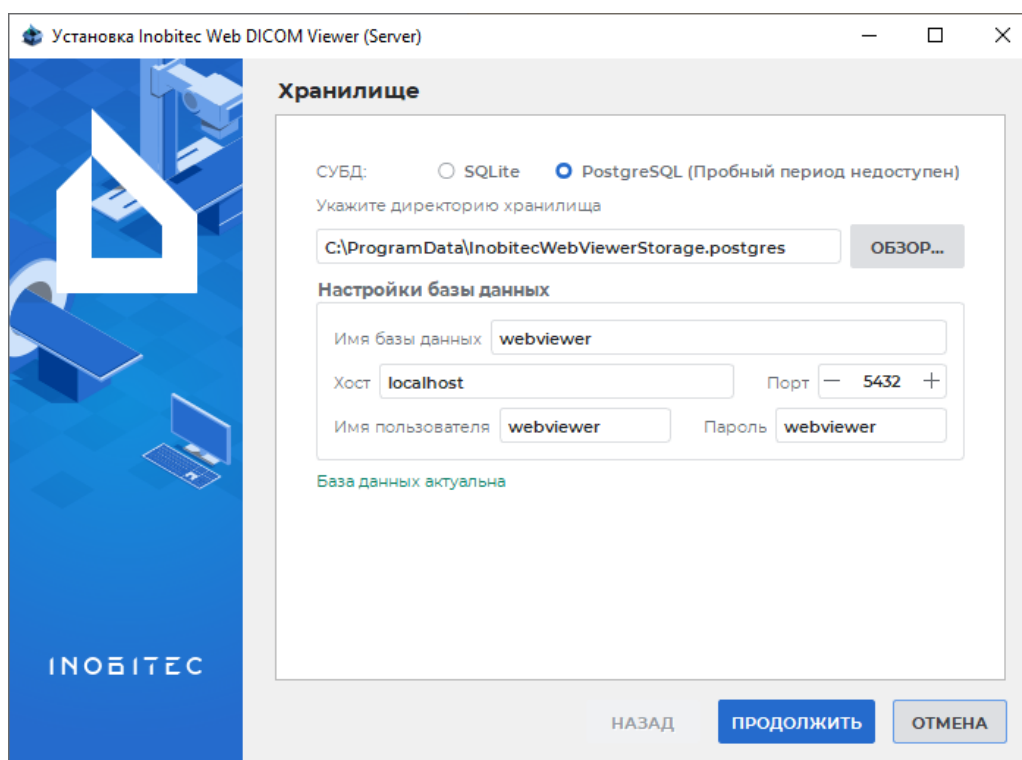 Установка Inobitec Web DICOM Viewer (Server)
Хранилище
СУБД: SQLite PostgreSQL (Пробный период недоступен)
Укажите директорию хранилища
C:\ProgramData\InobitecWebViewerStorage.postgres ОБЗОР...
Настройки базы данных
Имя базы данных webviewer
Хост localhost Порт — 5432 +
Имя пользователя webviewer Пароль webviewer
База данных актуальна
INOBITEC
НАЗАД ПРОДОЛЖИТЬ ОТМЕНА